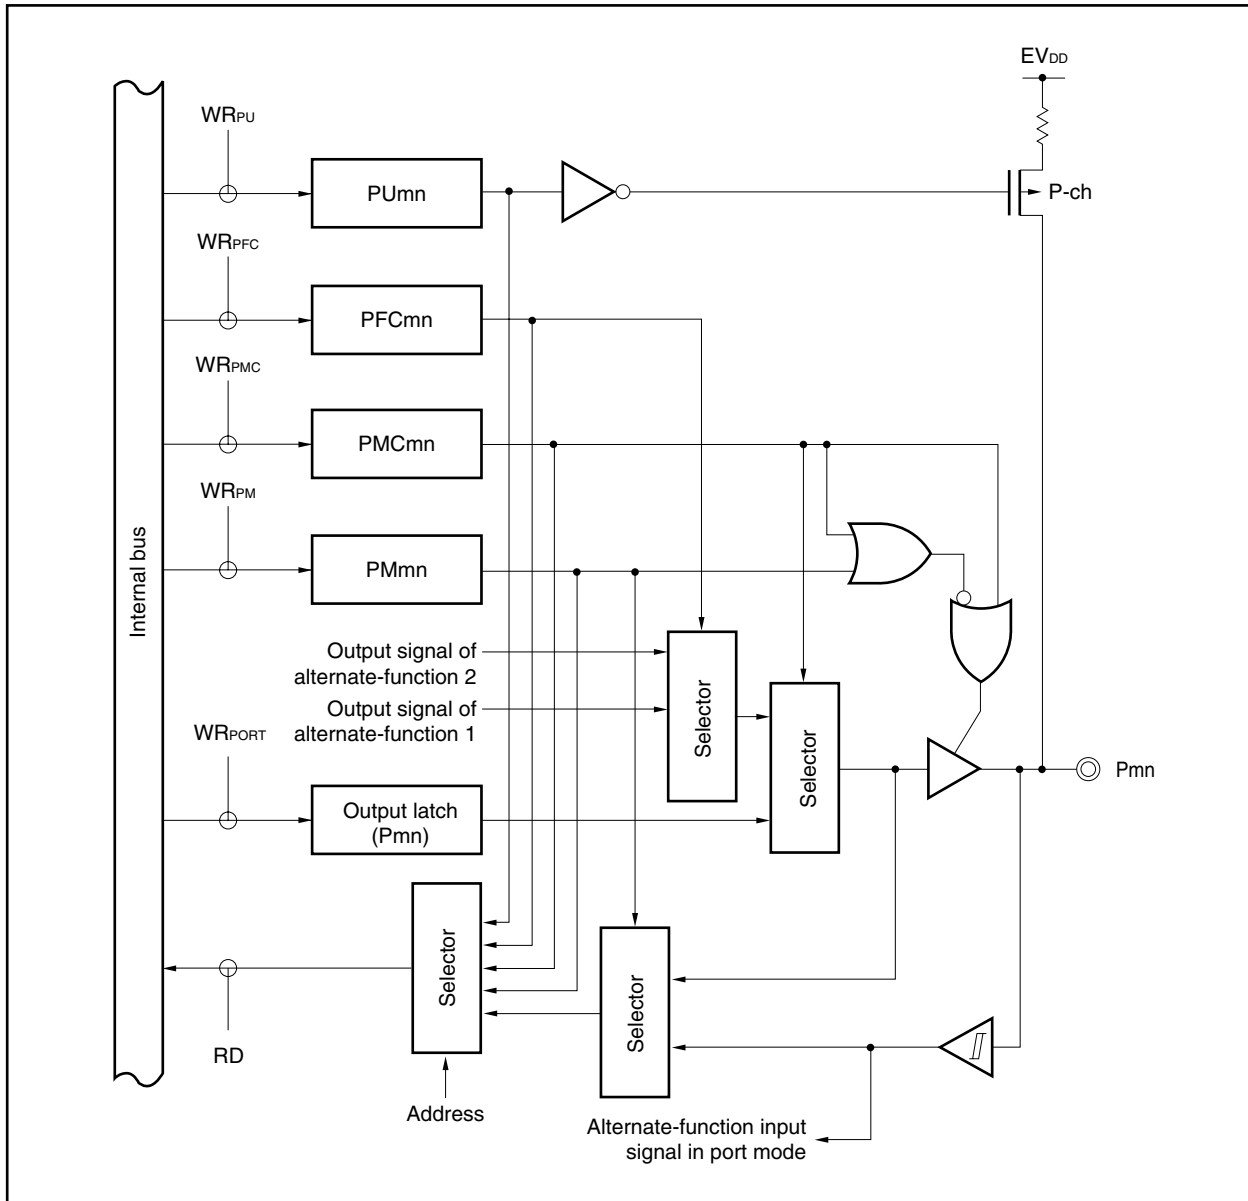 EVDD
WRPU
PUmn
P-ch
WRPFC
PFCmn
WRPMC
PMCmn
WRPM
PMmn
Internal bus
Output signal of
alternate-function 2
Output signal of
alternate-function 1
Selector
Selector
WRPORT
Output latch
(Pmn)
Pmn
Selector
Selector
RD
Address
Alternate-function input
signal in port mode